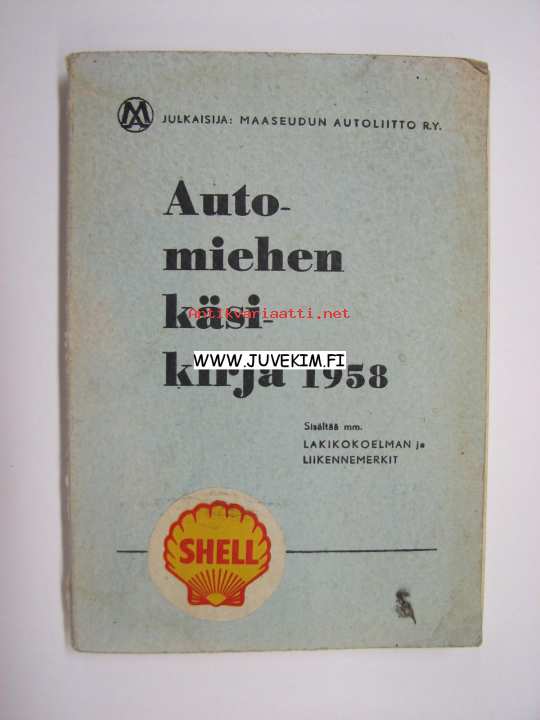 MA JULKAISIJA: MAASEUDUN AUTOLIITTO R.Y.
Auto-
miehen
käsi-
Antikvariaatti.net
WWW.JUVEKIM.FI
kirja 1958
Sisältää mm.
LAKIKOKOELMAN ja
LIIKENNEMERKIT
SHELL